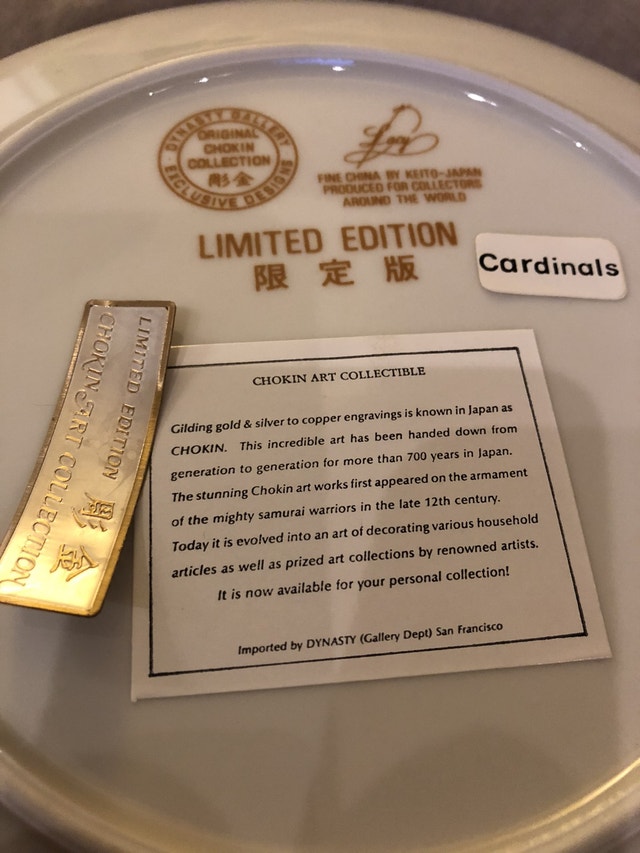 DYNASTY GALLERY
ORIGINAL
CHOKIN
COLLECTION
彫金
EXCLUSIVE DESIGNS
FINE CHINA BY KEITO-JAPAN
PRODUCED FOR COLLECTORS
AROUND THE WORLD
LIMITED EDITION
限定版
Cardinals
LIMITED EDITION
CHOKIN ART COLLECTION
彫金
CHOKIN ART COLLECTIBLE
Gilding gold & silver to copper engravings is known in Japan as
CHOKIN. This incredible art has been handed down from
generation to generation for more than 700 years in Japan.
The stunning Chokin art works first appeared on the armament
of the mighty samurai warriors in the late 12th century.
Today it is evolved into an art of decorating various household
articles as well as prized art collections by renowned artists.
It is now available for your personal collection!
Imported by DYNASTY (Gallery Dept) San Francisco